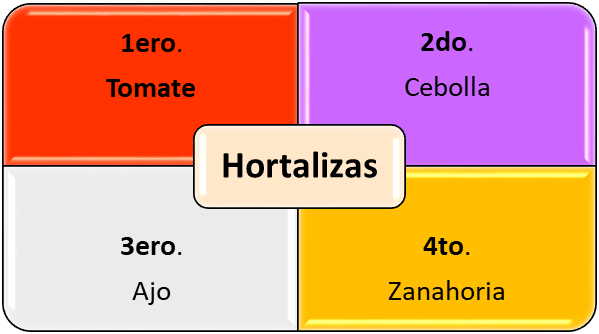 1ero.
Tomate
2do.
Cebolla
Hortalizas
3ero.
Ajo
4to.
Zanahoria